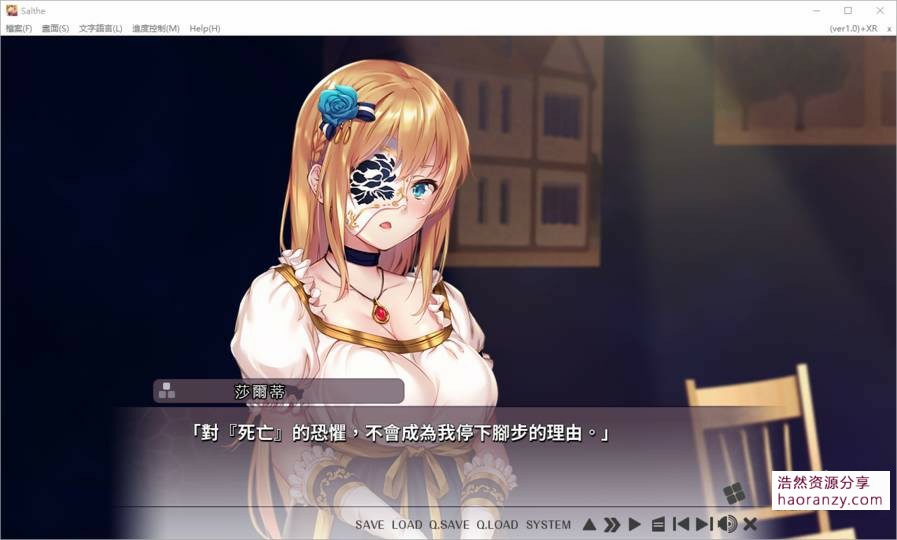 Salthe
檔案(F) 畫面(S) 文字語言(L) 進度控制(M) Help(H) (ver1.0)+XR x
莎爾蒂
「對『死亡』的恐懼，不會成為我停下腳步的理由。」
浩然资源分享
haoranzy.com
SAVE LOAD Q.SAVE Q.LOAD SYSTEM